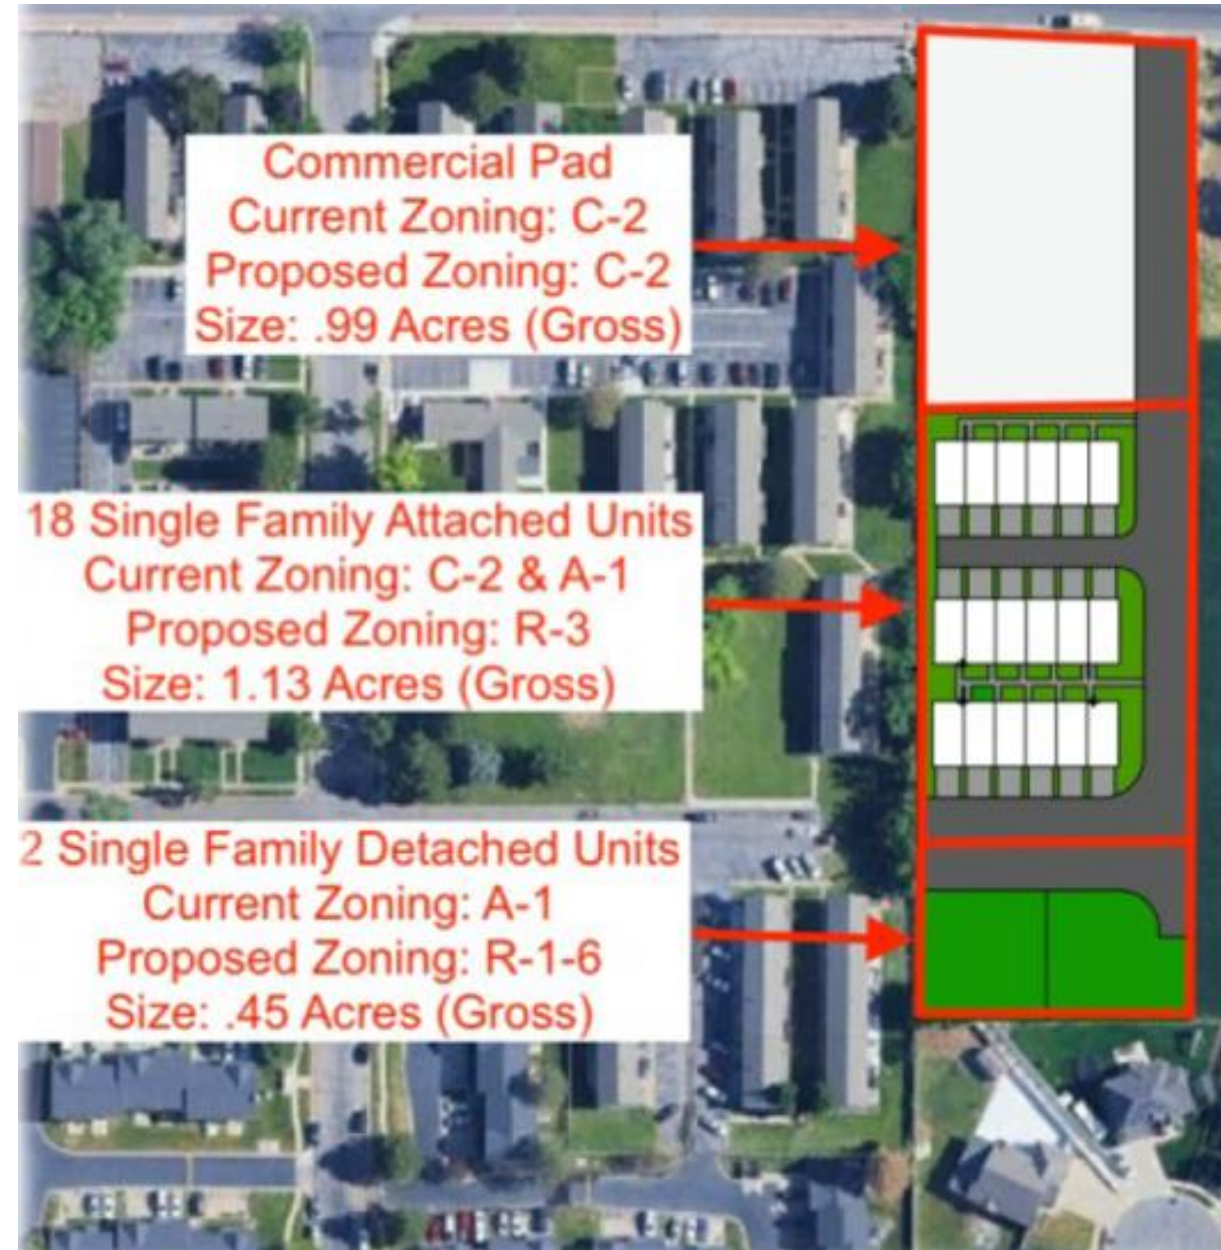 Commercial Pad
Current Zoning: C-2
Proposed Zoning: C-2
Size: .99 Acres (Gross)
18 Single Family Attached Units
Current Zoning: C-2 & A-1
Proposed Zoning: R-3
Size: 1.13 Acres (Gross)
2 Single Family Detached Units
Current Zoning: A-1
Proposed Zoning: R-1-6
Size: .45 Acres (Gross)